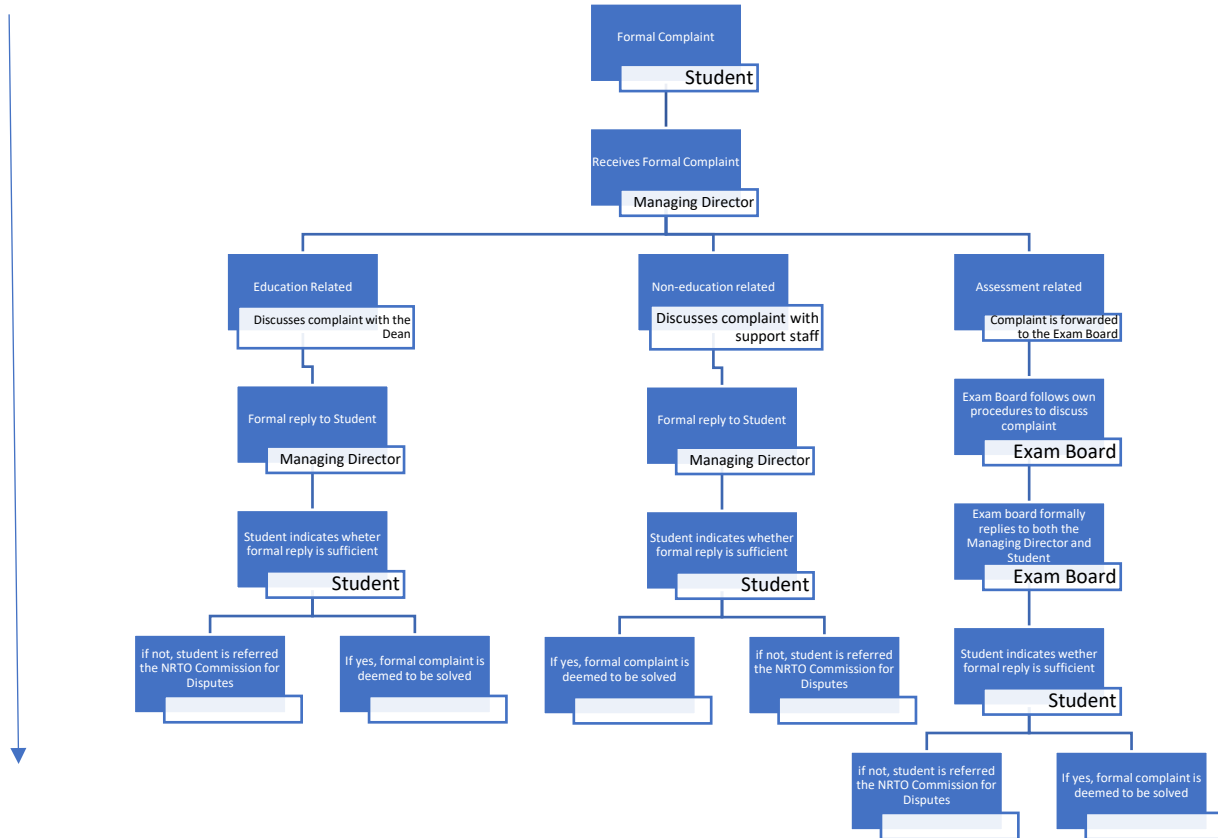 Formal Complaint
Student
Receives Formal Complaint
Managing Director
Education Related
Discusses complaint with the
Dean
Non-education related
Discusses complaint with
support staff
Assessment related
Complaint is forwarded
to the Exam Board
Formal reply to Student
Managing Director
Formal reply to Student
Managing Director
Exam Board follows own
procedures to discuss
complaint
Exam Board
Student indicates wheter
formal reply is sufficient
Student
Student indicates whether
formal reply is sufficient
Student
Exam board formally
replies to both the
Managing Director and
Student
Exam Board
if not, student is referred
the NRTO Commission for
Disputes
If yes, formal complaint is
deemed to be solved
If yes, formal complaint is
deemed to be solved
if not, student is referred
the NRTO Commission for
Disputes
Student indicates wether
formal reply is sufficient
Student
if not, student is referred
the NRTO Commission for
Disputes
If yes, formal complaint is
deemed to be solved